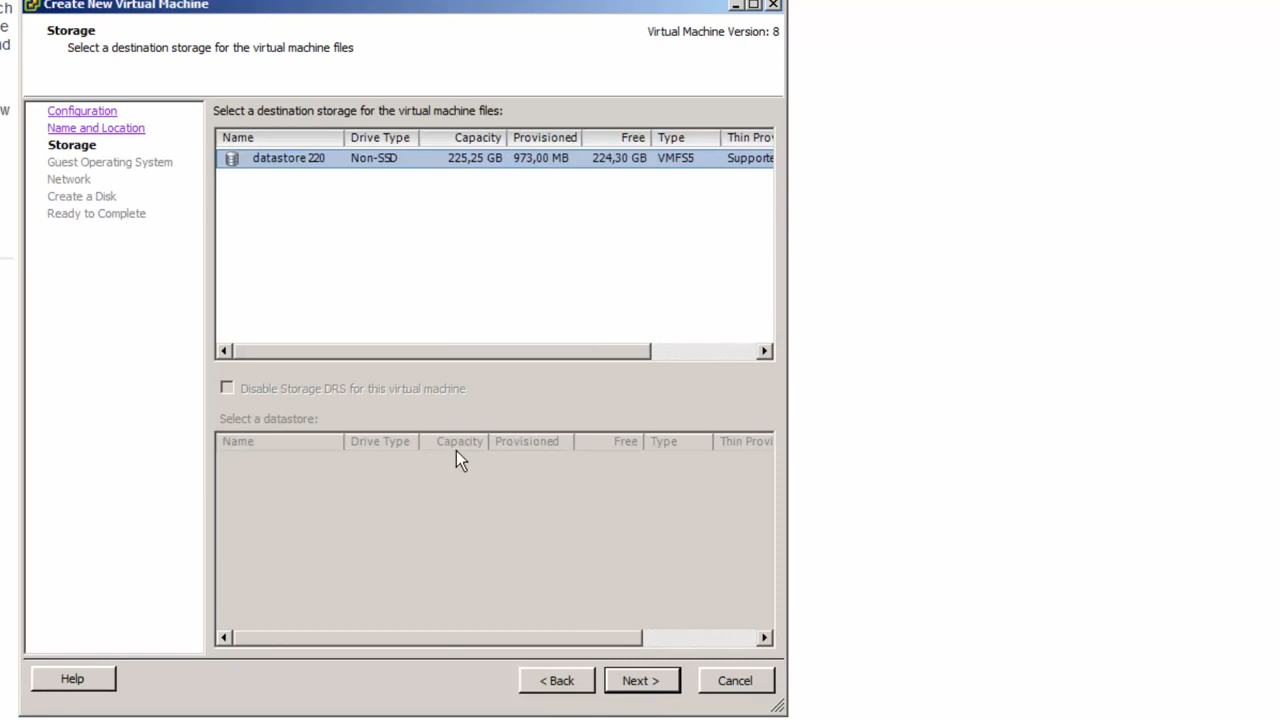 ch
e
nd
w
Create New Virtual Machine
Storage
Select a destination storage for the virtual machine files
Virtual Machine Version: 8
Configuration
Name and Location
Storage
Guest Operating System
Network
Create a Disk
Ready to Complete
Select a destination storage for the virtual machine files:
Name Drive Type Capacity Provisioned Free Type Thin Prov
datastore 220 Non-SSD 225,25 GB 973,00 MB 224,30 GB VMFS5 Supporte
Disable Storage DRS for this virtual machine
Select a datastore:
Name Drive Type Capacity Provisioned Free Type Thin Provi
Help
< Back
Next >
Cancel